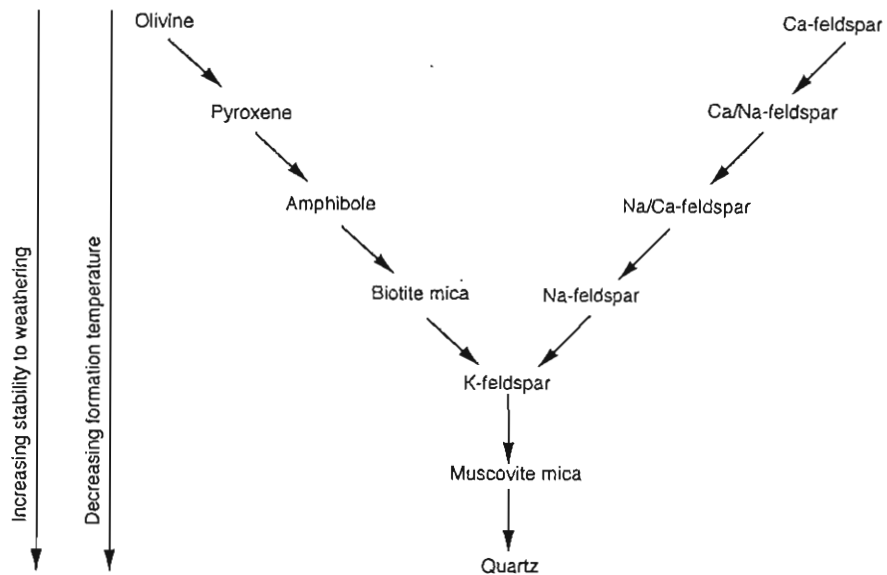 Olivine
Ca-feldspar
Pyroxene
Ca/Na-feldspar
Amphibole
Na/Ca-feldspar
Biotite mica
Na-feldspar
K-feldspar
Muscovite mica
Quartz
Increasing stability to weathering
Decreasing formation temperature